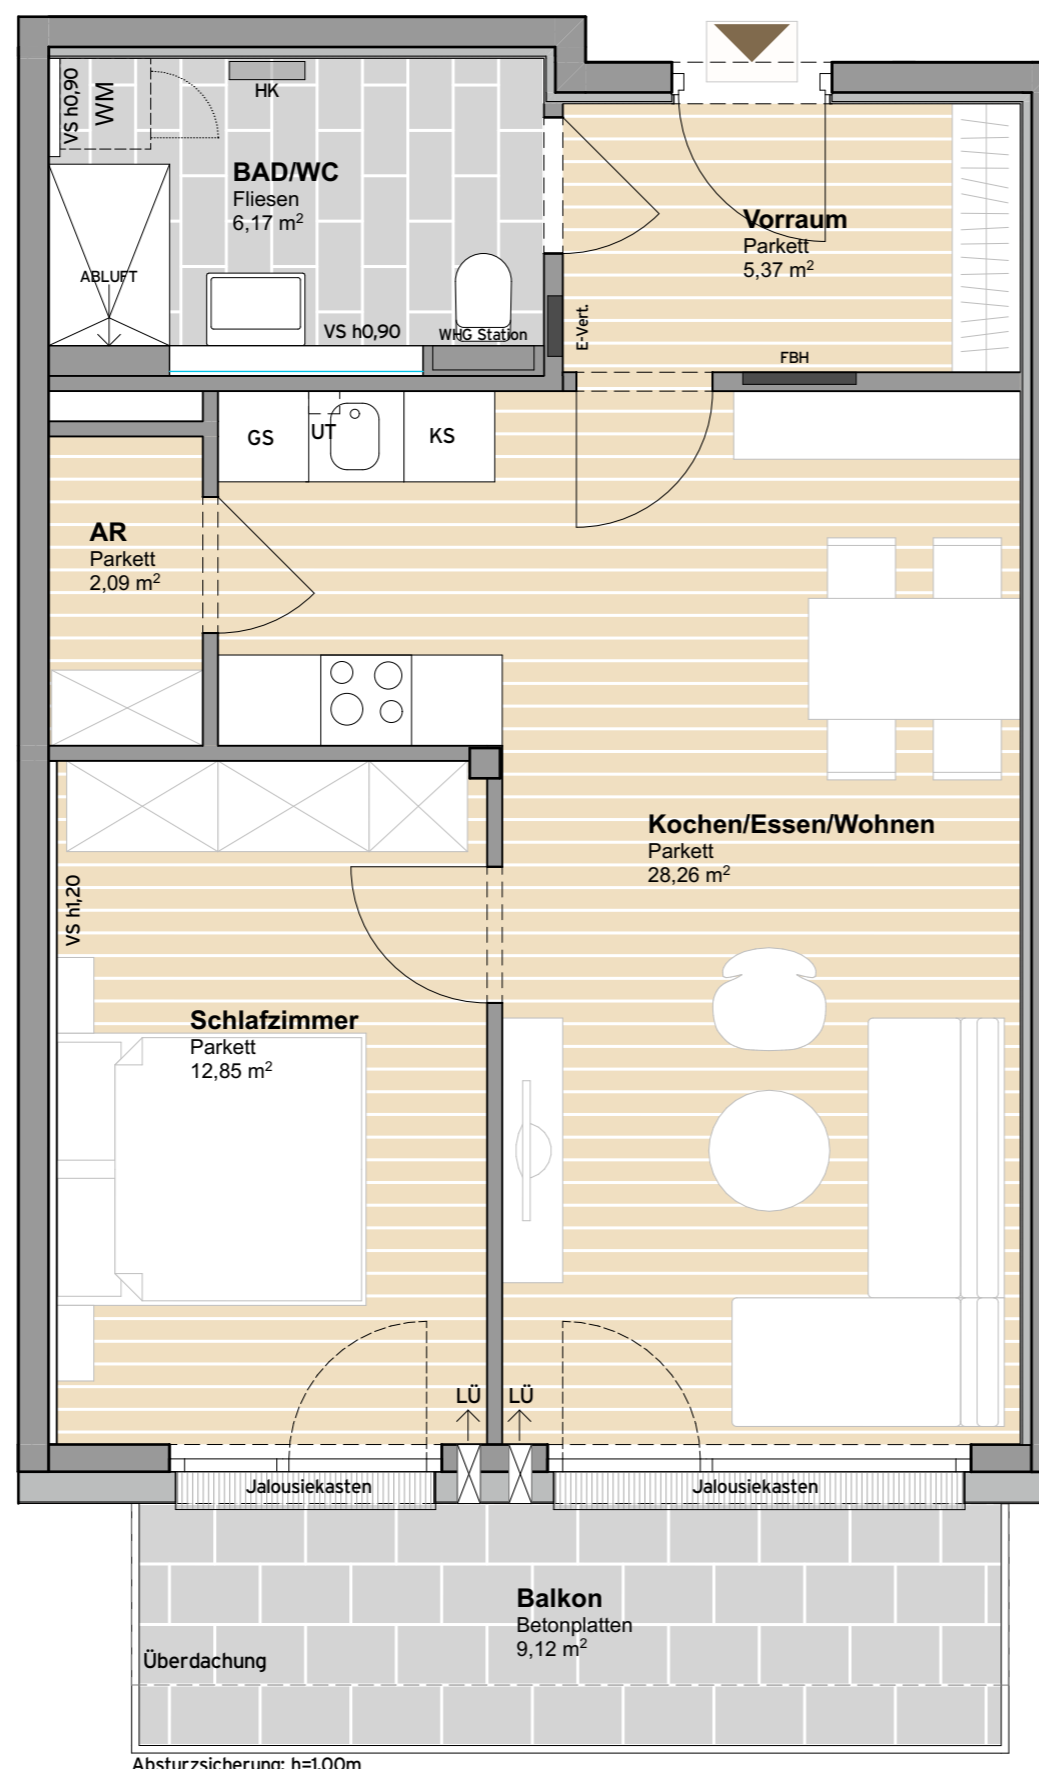 VS h0,90
WM
HK
BAD/WC
Fliesen
6,17 m²
ABLUFT
VS h0,90
WHG Station
Vorraum
Parkett
5,37 m²
E-Vert.
FBH
GS
UT
KS
AR
Parkett
2,09 m²
Kochen/Essen/Wohnen
Parkett
28,26 m²
VS h1,20
Schlafzimmer
Parkett
12,85 m²
LÜ
LÜ
Jalousiekasten
Jalousiekasten
Balkon
Betonplatten
9,12 m²
Überdachung
Absturzsicherung: h=1,00m